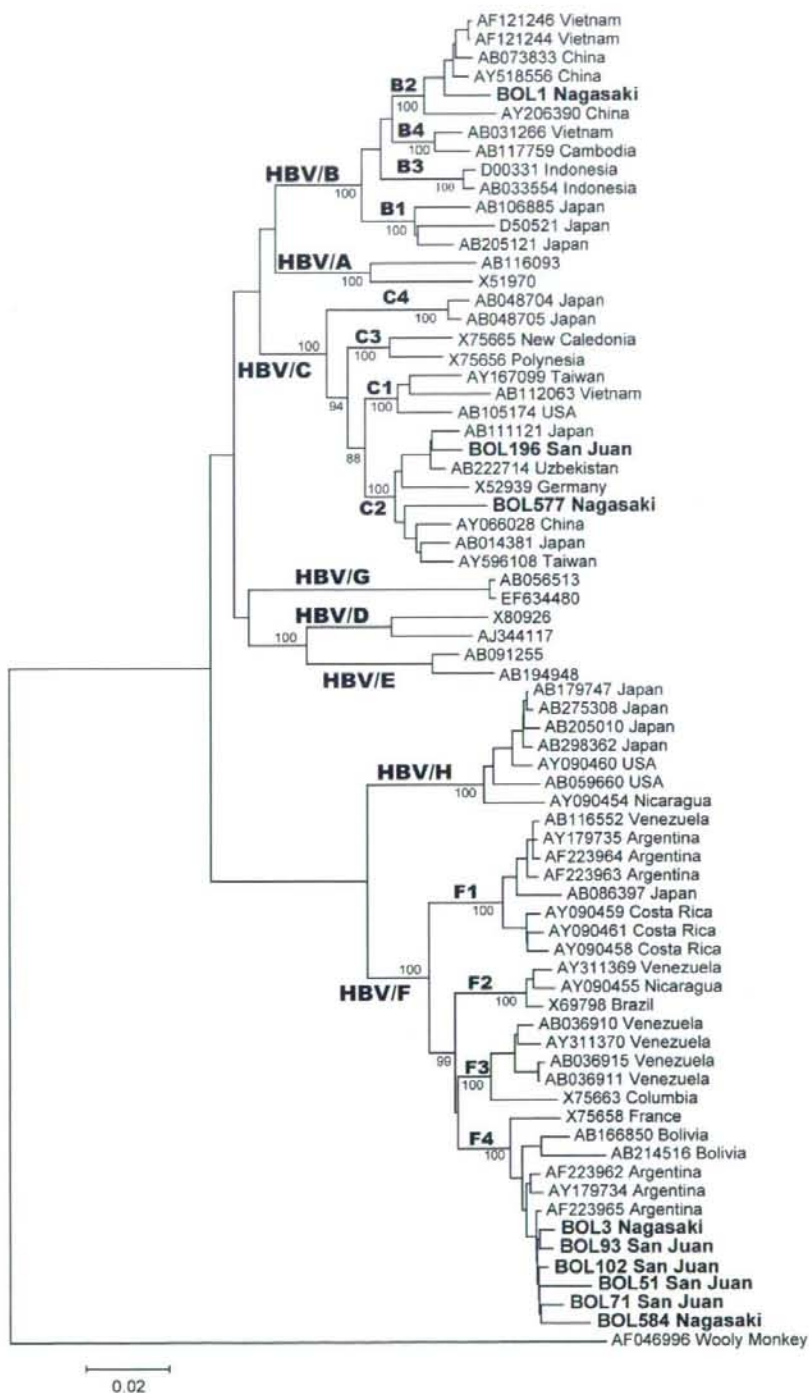 AF121246 Vietnam
AF121244 Vietnam
AB073833 China
AY518556 China
B2
BOL1 Nagasaki
100
AY206390 China
B4
AB031266 Vietnam
100
AB117759 Cambodia
B3
D00331 Indonesia
HBV/B
100
AB033554 Indonesia
100
B1
AB106885 Japan
100
D50521 Japan
AB205121 Japan
HBV/A
AB116093
100
X51970
C4
AB048704 Japan
100
AB048705 Japan
C3
X75665 New Caledonia
100
100
X75656 Polynesia
HBV/C
C1
AY167099 Taiwan
AB112063 Vietnam
94
100
AB105174 USA
AB111121 Japan
88
BOL196 San Juan
AB222714 Uzbekistan
100
X52939 Germany
C2
BOL577 Nagasaki
AY066028 China
AB014381 Japan
AY596108 Taiwan
HBV/G
AB056513
EF634480
HBV/D
X80926
100
AJ344117
AB091255
HBV/E
AB194948
AB179747 Japan
AB275308 Japan
AB205010 Japan
AB298362 Japan
HBV/H
AY090460 USA
100
AB059660 USA
AY090454 Nicaragua
AB116552 Venezuela
AY179735 Argentina
AF223964 Argentina
AF223963 Argentina
F1
AB086397 Japan
100
AY090459 Costa Rica
AY090461 Costa Rica
AY090458 Costa Rica
100
AY311369 Venezuela
HBV/F
F2
AY090455 Nicaragua
100
X69798 Brazil
AB036910 Venezuela
AY311370 Venezuela
99
F3
AB036915 Venezuela
100
AB036911 Venezuela
X75663 Columbia
X75658 France
F4
AB166850 Bolivia
100
AB214516 Bolivia
AF223962 Argentina
AY179734 Argentina
AF223965 Argentina
BOL3 Nagasaki
BOL93 San Juan
BOL102 San Juan
BOL51 San Juan
BOL71 San Juan
BOL584 Nagasaki
AF046996 Wooly Monkey
0.02